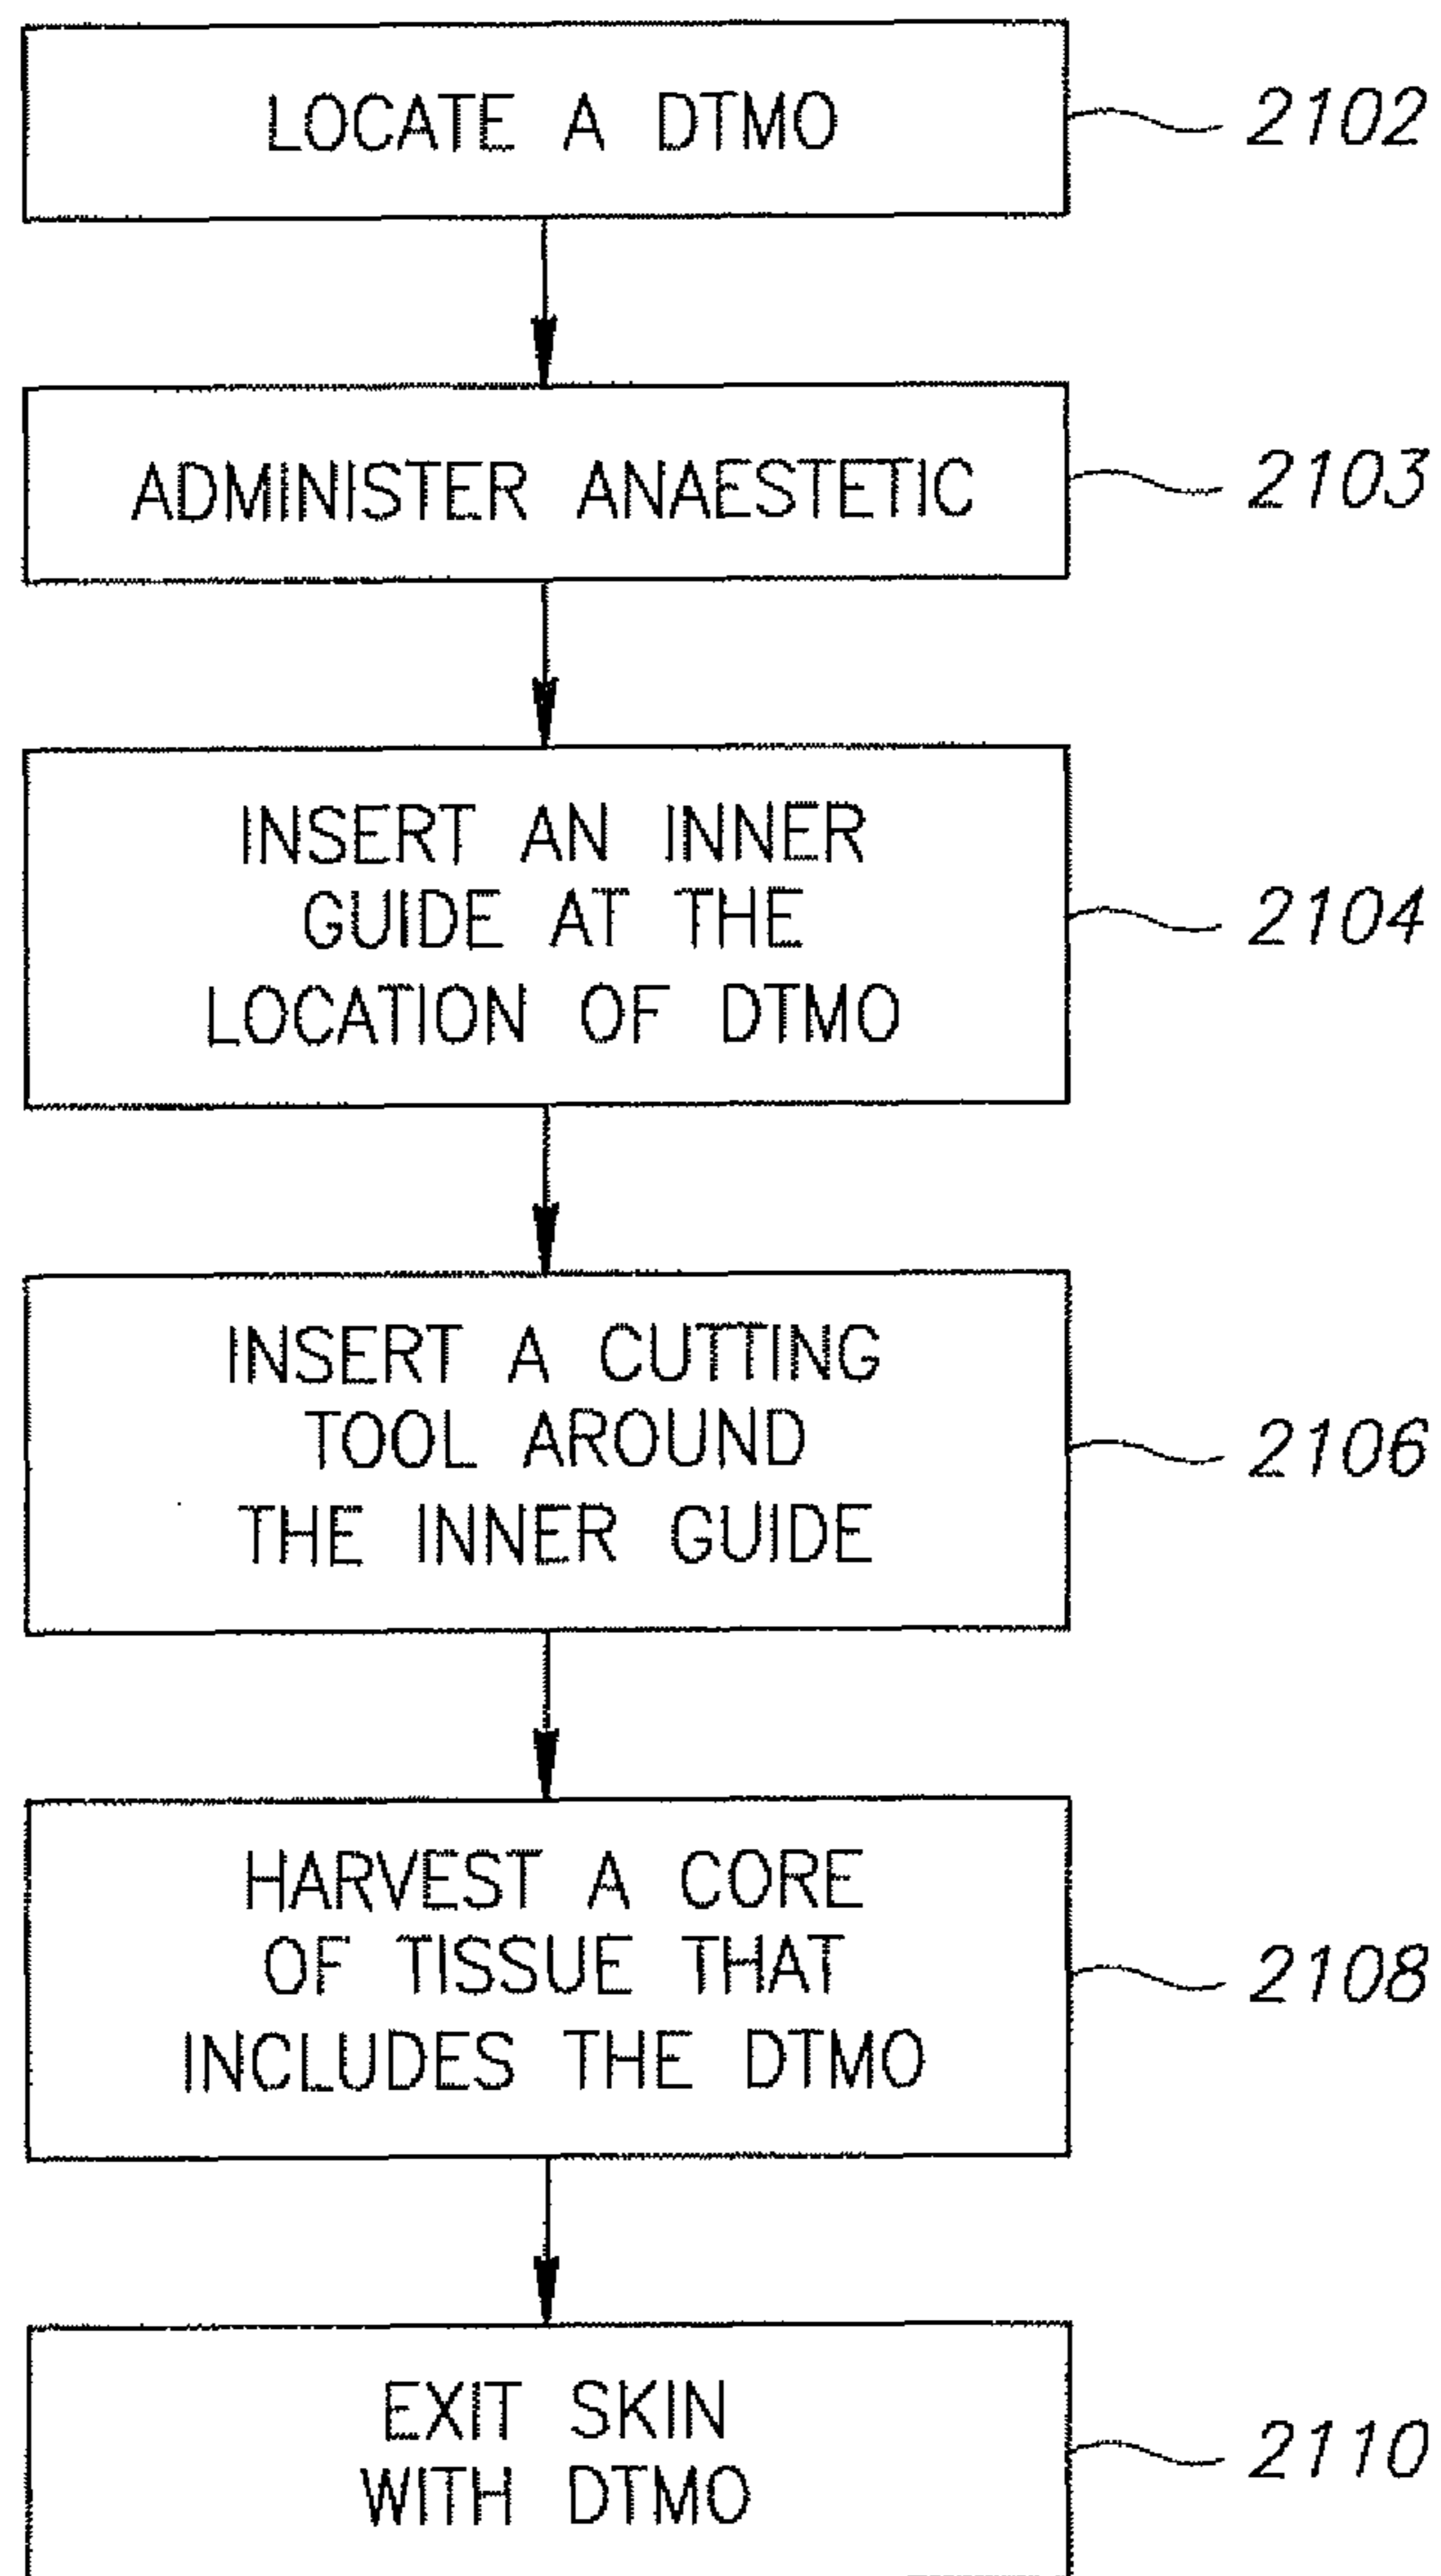 LOCATE A DTMO
2102
ADMINISTER ANAESTETIC
2103
INSERT AN INNER
GUIDE AT THE
LOCATION OF DTMO
2104
INSERT A CUTTING
TOOL AROUND
THE INNER GUIDE
2106
HARVEST A CORE
OF TISSUE THAT
INCLUDES THE DTMO
2108
EXIT SKIN
WITH DTMO
2110